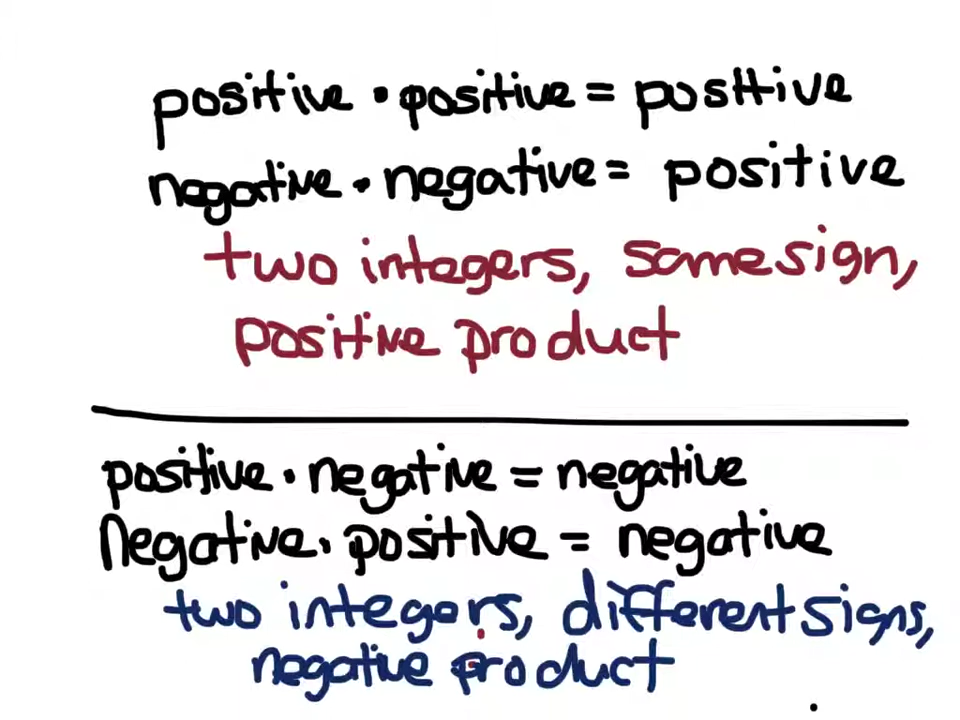 positive · positive = positive
negative · negative = positive
two integers, same sign,
positive product
positive · negative = negative
Negative · positive = negative
two integers, different signs,
negative product